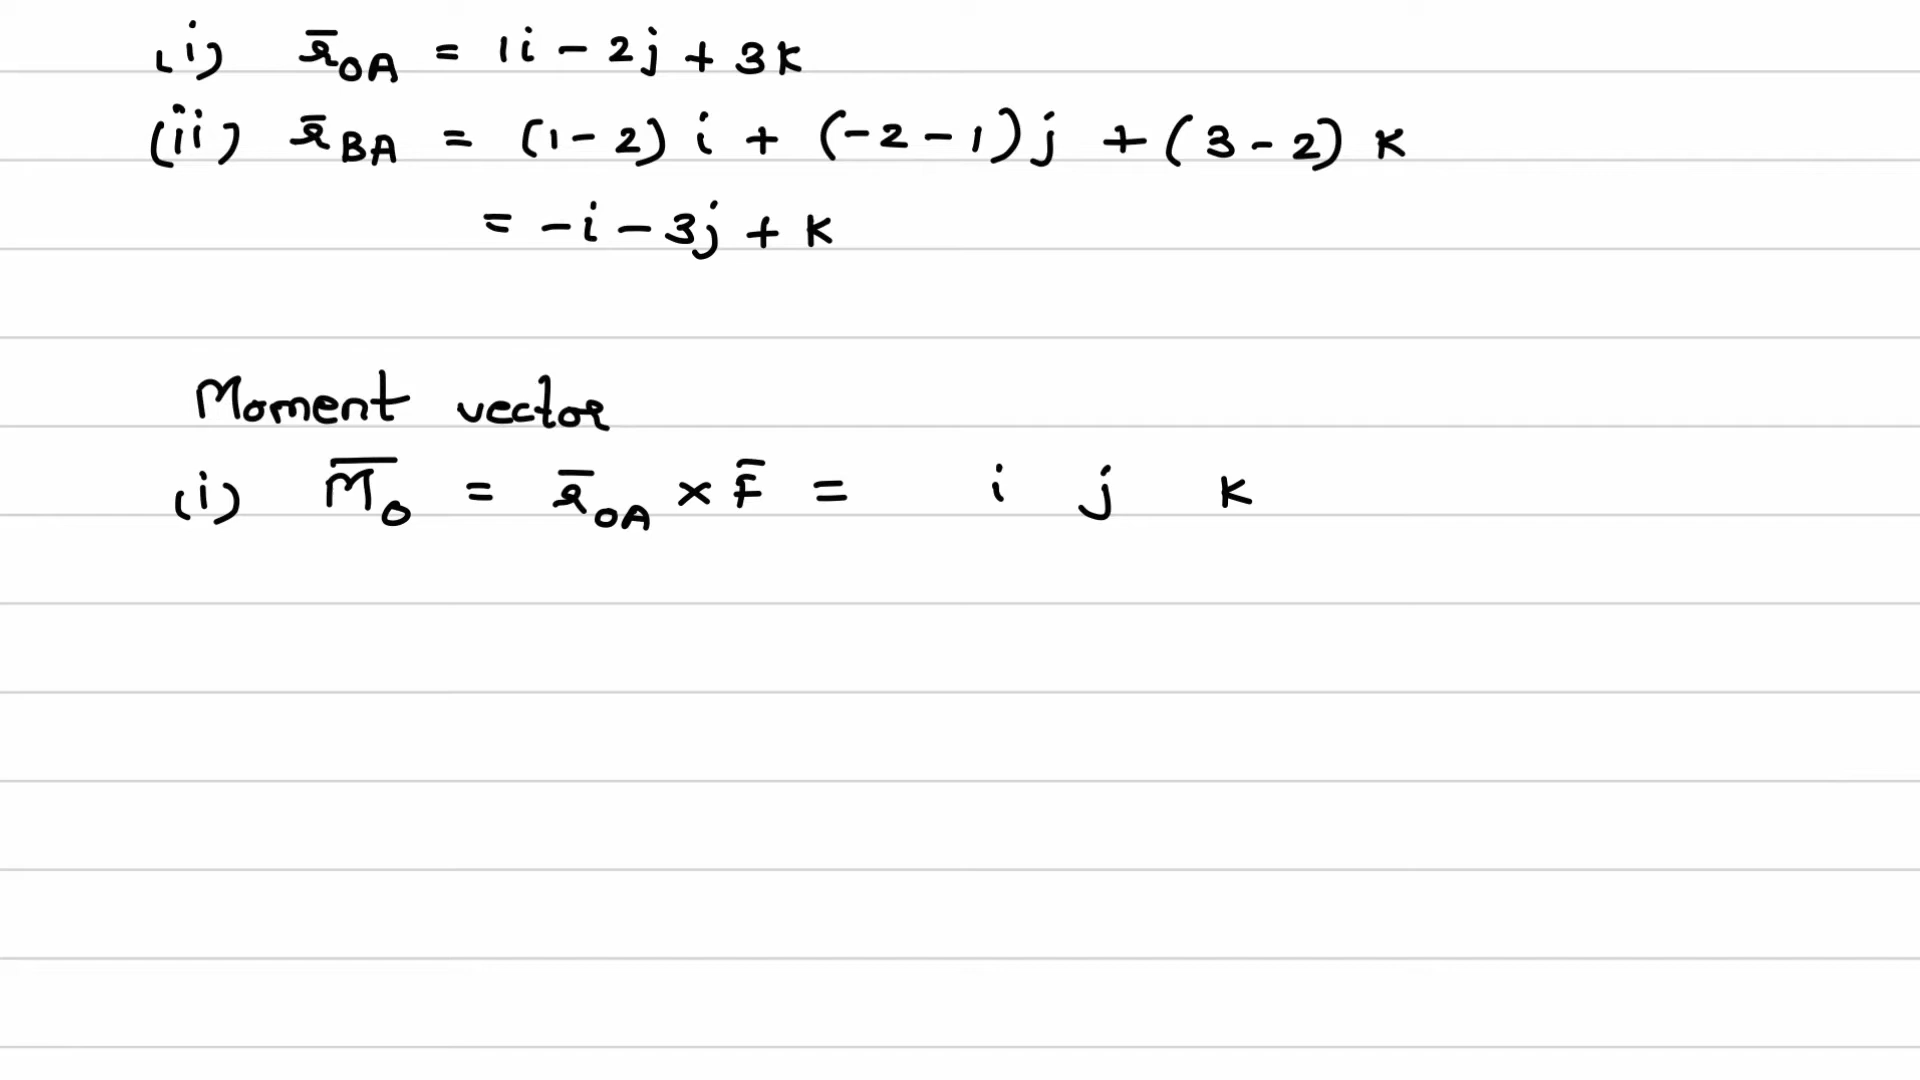 (i) r̄OA = 1i - 2j + 3k
(ii) r̄BA = (1-2) i + (-2-1)j + (3-2) k
= -i - 3j + k
Moment vector
(i) M̄O = r̄OA × F̄ = i j k